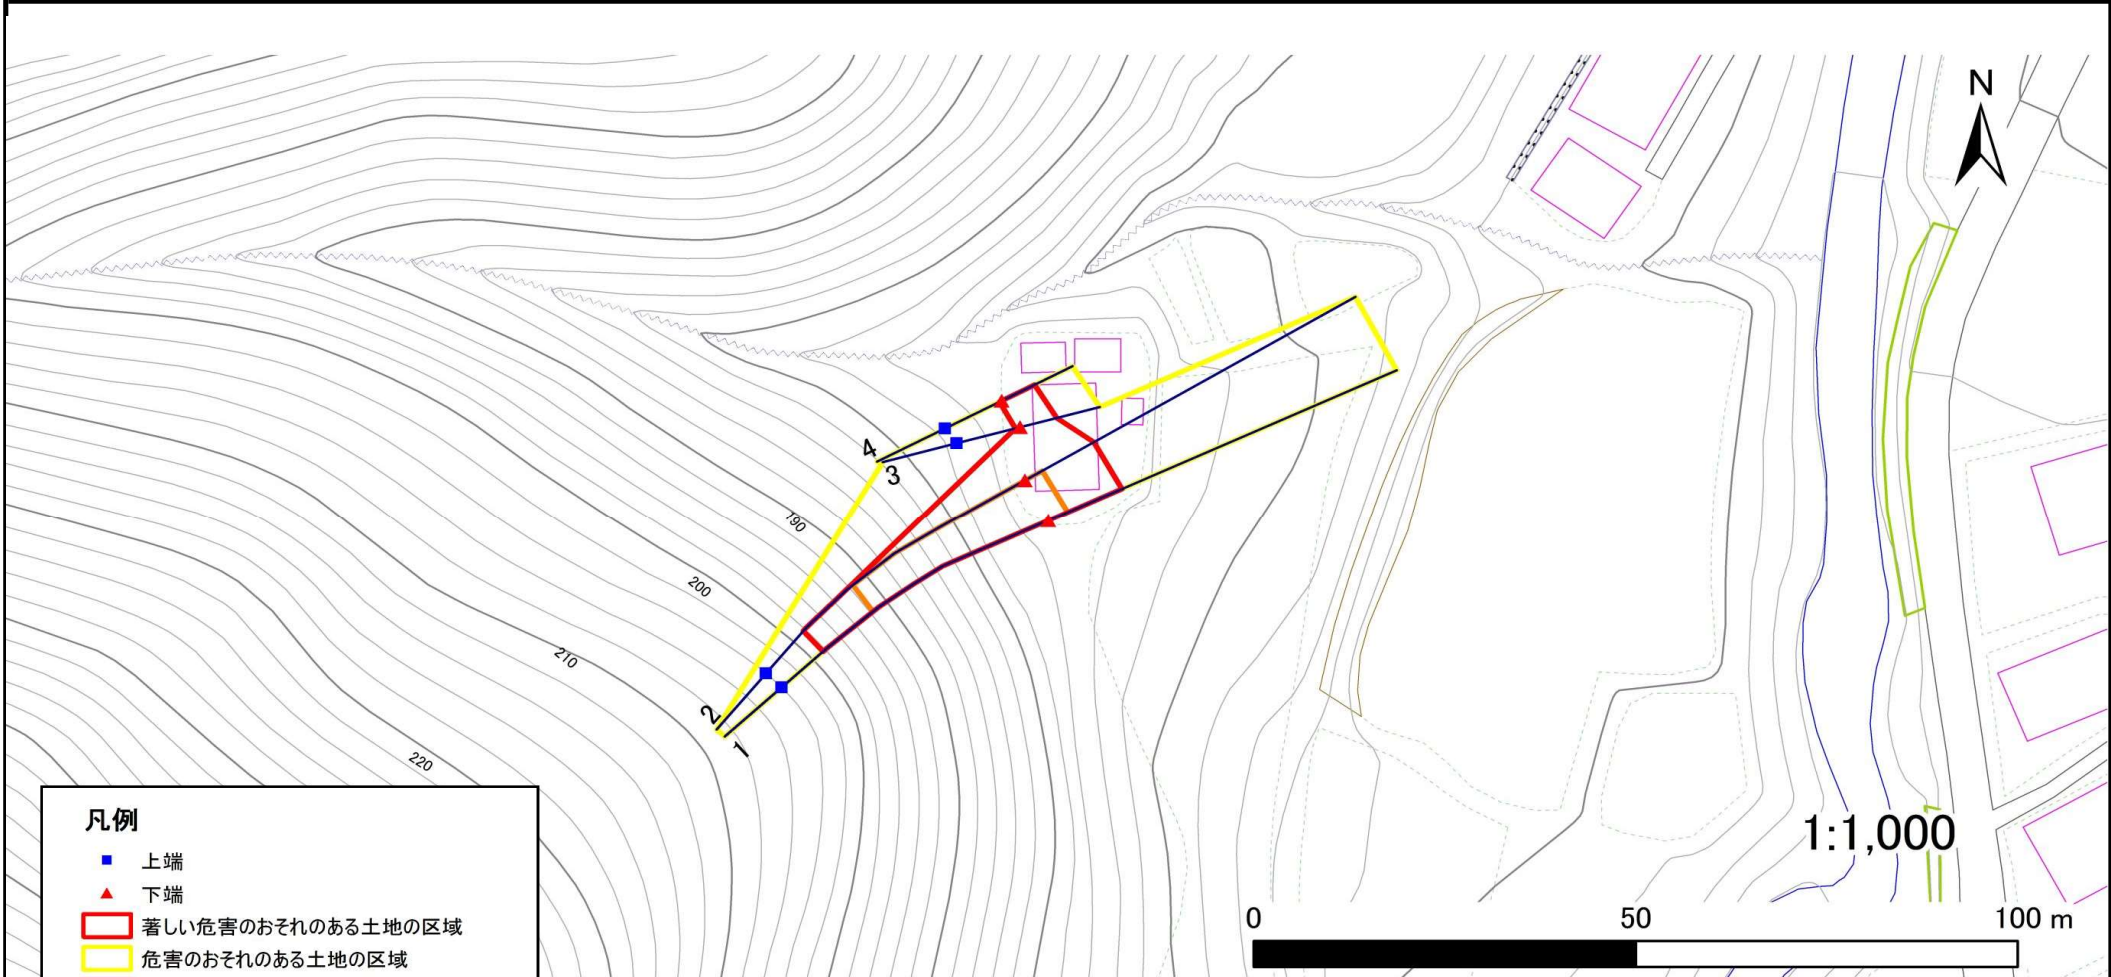 N
4
3
190
200
210
2
1
220
凡例
上端
下端
著しい危害のおそれのある土地の区域
危害のおそれのある土地の区域
1:1,000
0 50 100 m